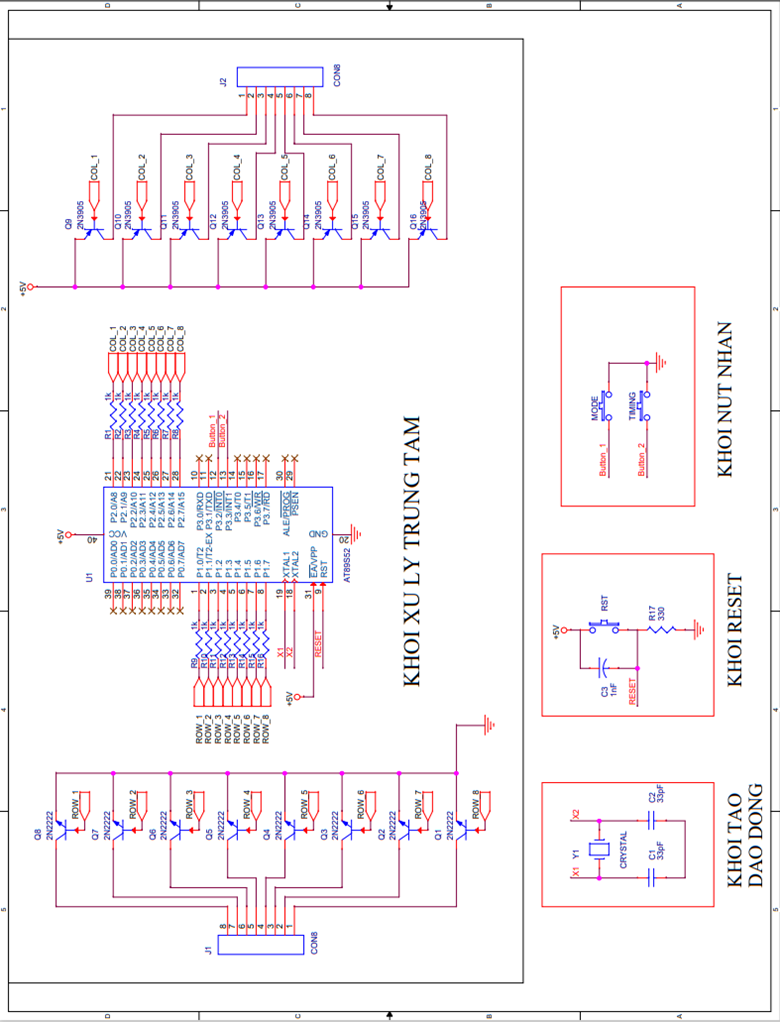 D
C
B
A
1
2
3
4
5
J2
CON8
1
2
3
4
5
6
7
8
COL_1
COL_2
COL_3
COL_4
COL_5
COL_6
COL_7
COL_8
Q9
2N3905
Q10
2N3905
Q11
2N3905
Q12
2N3905
Q13
2N3905
Q14
2N3905
Q15
2N3905
Q16
2N3905
+5V
COL_1
COL_2
COL_3
COL_4
COL_5
COL_6
COL_7
COL_8
R1 1k
R2 1k
R3 1k
R4 1k
R5 1k
R6 1k
R7 1k
R8 1k
Button_1
Button_2
21 P2.0/A8
22 P2.1/A9
23 P2.2/A10
24 P2.3/A11
25 P2.4/A12
26 P2.5/A13
27 P2.6/A14
28 P2.7/A15
10 P3.0/RXD
11 P3.1/TXD
12 P3.2/INT0
13 P3.3/INT1
14 P3.4/T0
15 P3.5/T1
16 P3.6/WR
17 P3.7/RD
30 ALE/PROG
29 PSEN
+5V
40 VCC
GND 20
U1
AT89S52
39 P0.0/AD0
38 P0.1/AD1
37 P0.2/AD2
36 P0.3/AD3
35 P0.4/AD4
34 P0.5/AD5
33 P0.6/AD6
32 P0.7/AD7
1 P1.0/T2
2 P1.1/T2-EX
3 P1.2
4 P1.3
5 P1.4
6 P1.5
7 P1.6
8 P1.7
19 XTAL1
18 XTAL2
31 EA/VPP
9 RST
R9 1k
R10 1k
R11 1k
R12 1k
R13 1k
R14 1k
R15 1k
R16 1k
X1
X2
RESET
+5V
ROW_1
ROW_2
ROW_3
ROW_4
ROW_5
ROW_6
ROW_7
ROW_8
KHOI XU LY TRUNG TAM
ROW_1
ROW_2
ROW_3
ROW_4
ROW_5
ROW_6
ROW_7
ROW_8
Q8
2N2222
Q7
2N2222
Q6
2N2222
Q5
2N2222
Q4
2N2222
Q3
2N2222
Q2
2N2222
Q1
2N2222
8
7
6
5
4
3
2
1
J1
CON8
MODE
TIMING
Button_1
Button_2
KHOI NUT NHAN
+5V
RST
R17
330
C3
1nF
RESET
KHOI RESET
X2
X1
Y1
CRYSTAL
C2
33pF
C1
33pF
KHOI TAO
DAO DONG
D
C
B
A
1
2
3
4
5